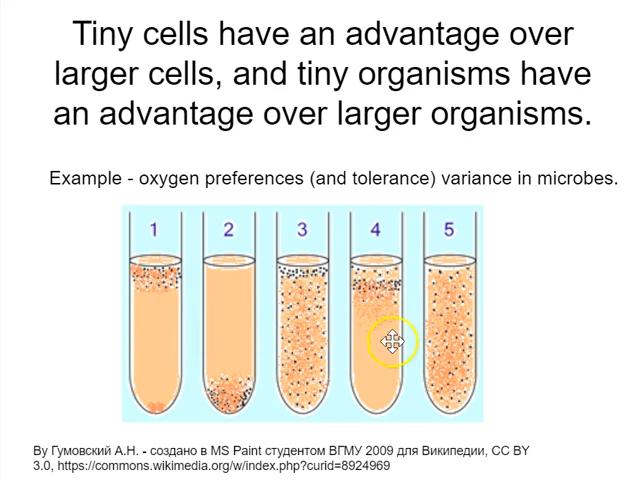 Tiny cells have an advantage over
larger cells, and tiny organisms have
an advantage over larger organisms.
Example - oxygen preferences (and tolerance) variance in microbes.
1 2 3 4 5
By Гумовский А.Н. - создано в MS Paint студентом ВГМУ 2009 для Википедии, CC BY
3.0, https://commons.wikimedia.org/w/index.php?curid=8924969